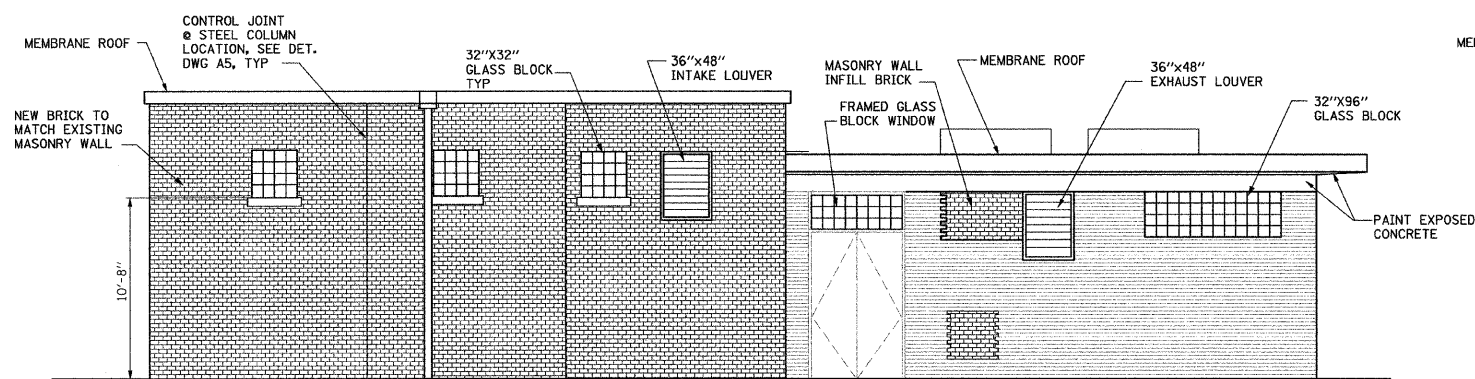 MEMBRANE ROOF
CONTROL JOINT
@ STEEL COLUMN
LOCATION, SEE DET.
DWG A5, TYP
32"X32"
GLASS BLOCK
TYP
36"x48"
INTAKE LOUVER
MASONRY WALL
INFILL BRICK
FRAMED GLASS
BLOCK WINDOW
MEMBRANE ROOF
36"x48"
EXHAUST LOUVER
32"X96"
GLASS BLOCK
NEW BRICK TO
MATCH EXISTING
MASONRY WALL
PAINT EXPOSED
CONCRETE
10'-8"
ME